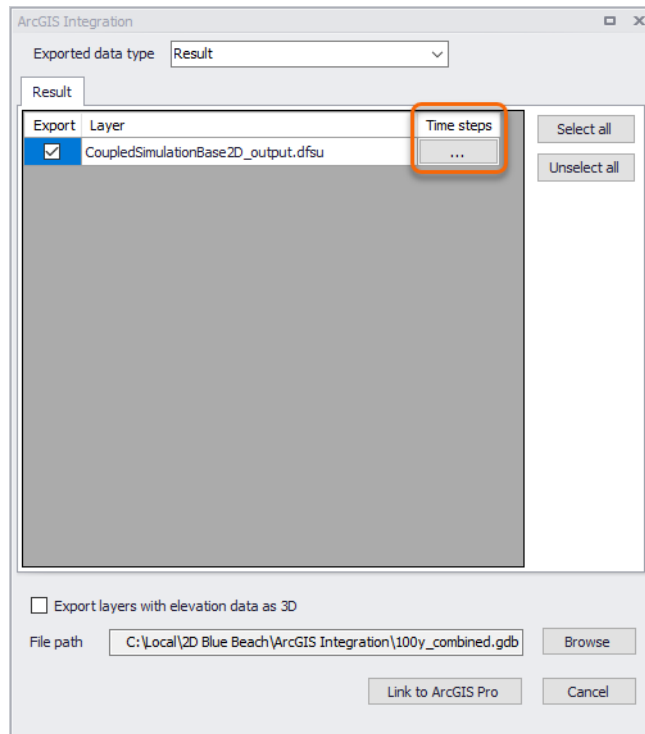 ArcGIS Integration
Exported data type Result
Result
Export Layer Time steps
CoupledSimulationBase2D_output.dfsu ...
Select all
Unselect all
Export layers with elevation data as 3D
File path C:\Local\2D Blue Beach\ArcGIS Integration\100y_combined.gdb Browse
Link to ArcGIS Pro Cancel